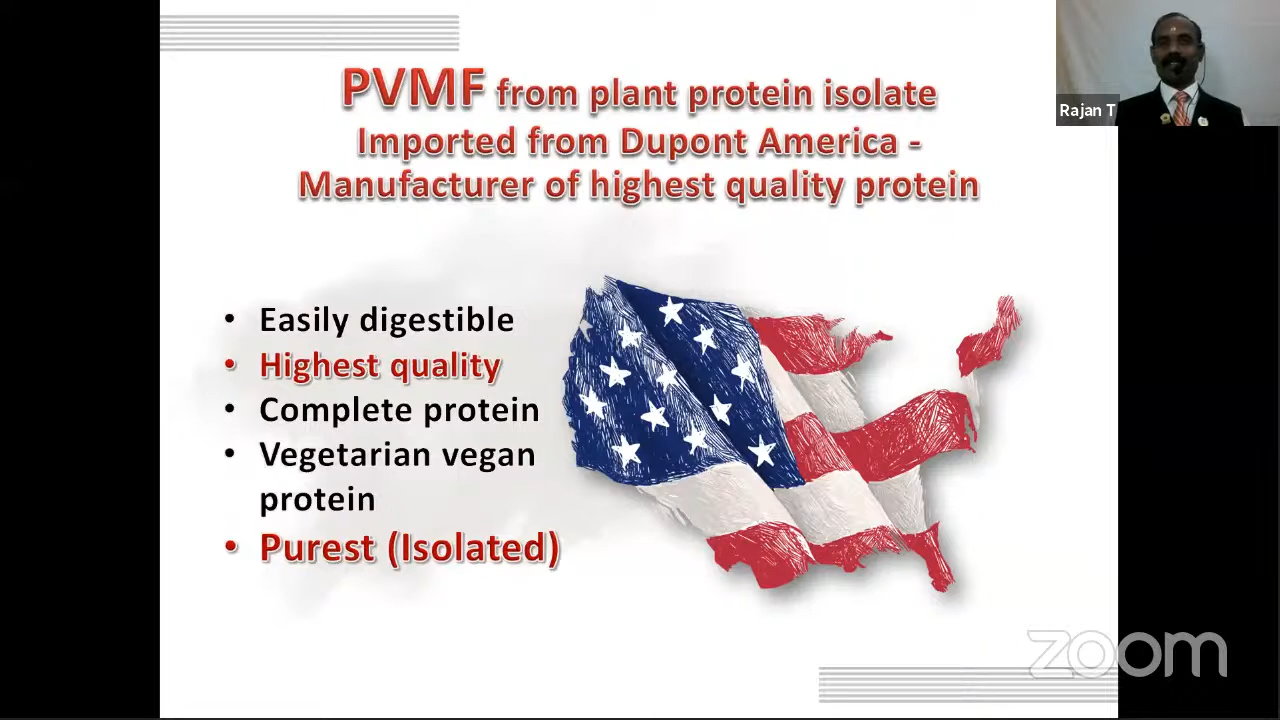 PVMF from plant protein isolate
Imported from Dupont America -
Manufacturer of highest quality protein
Rajan T
• Easily digestible
• Highest quality
• Complete protein
• Vegetarian vegan
protein
• Purest (Isolated)
zoom